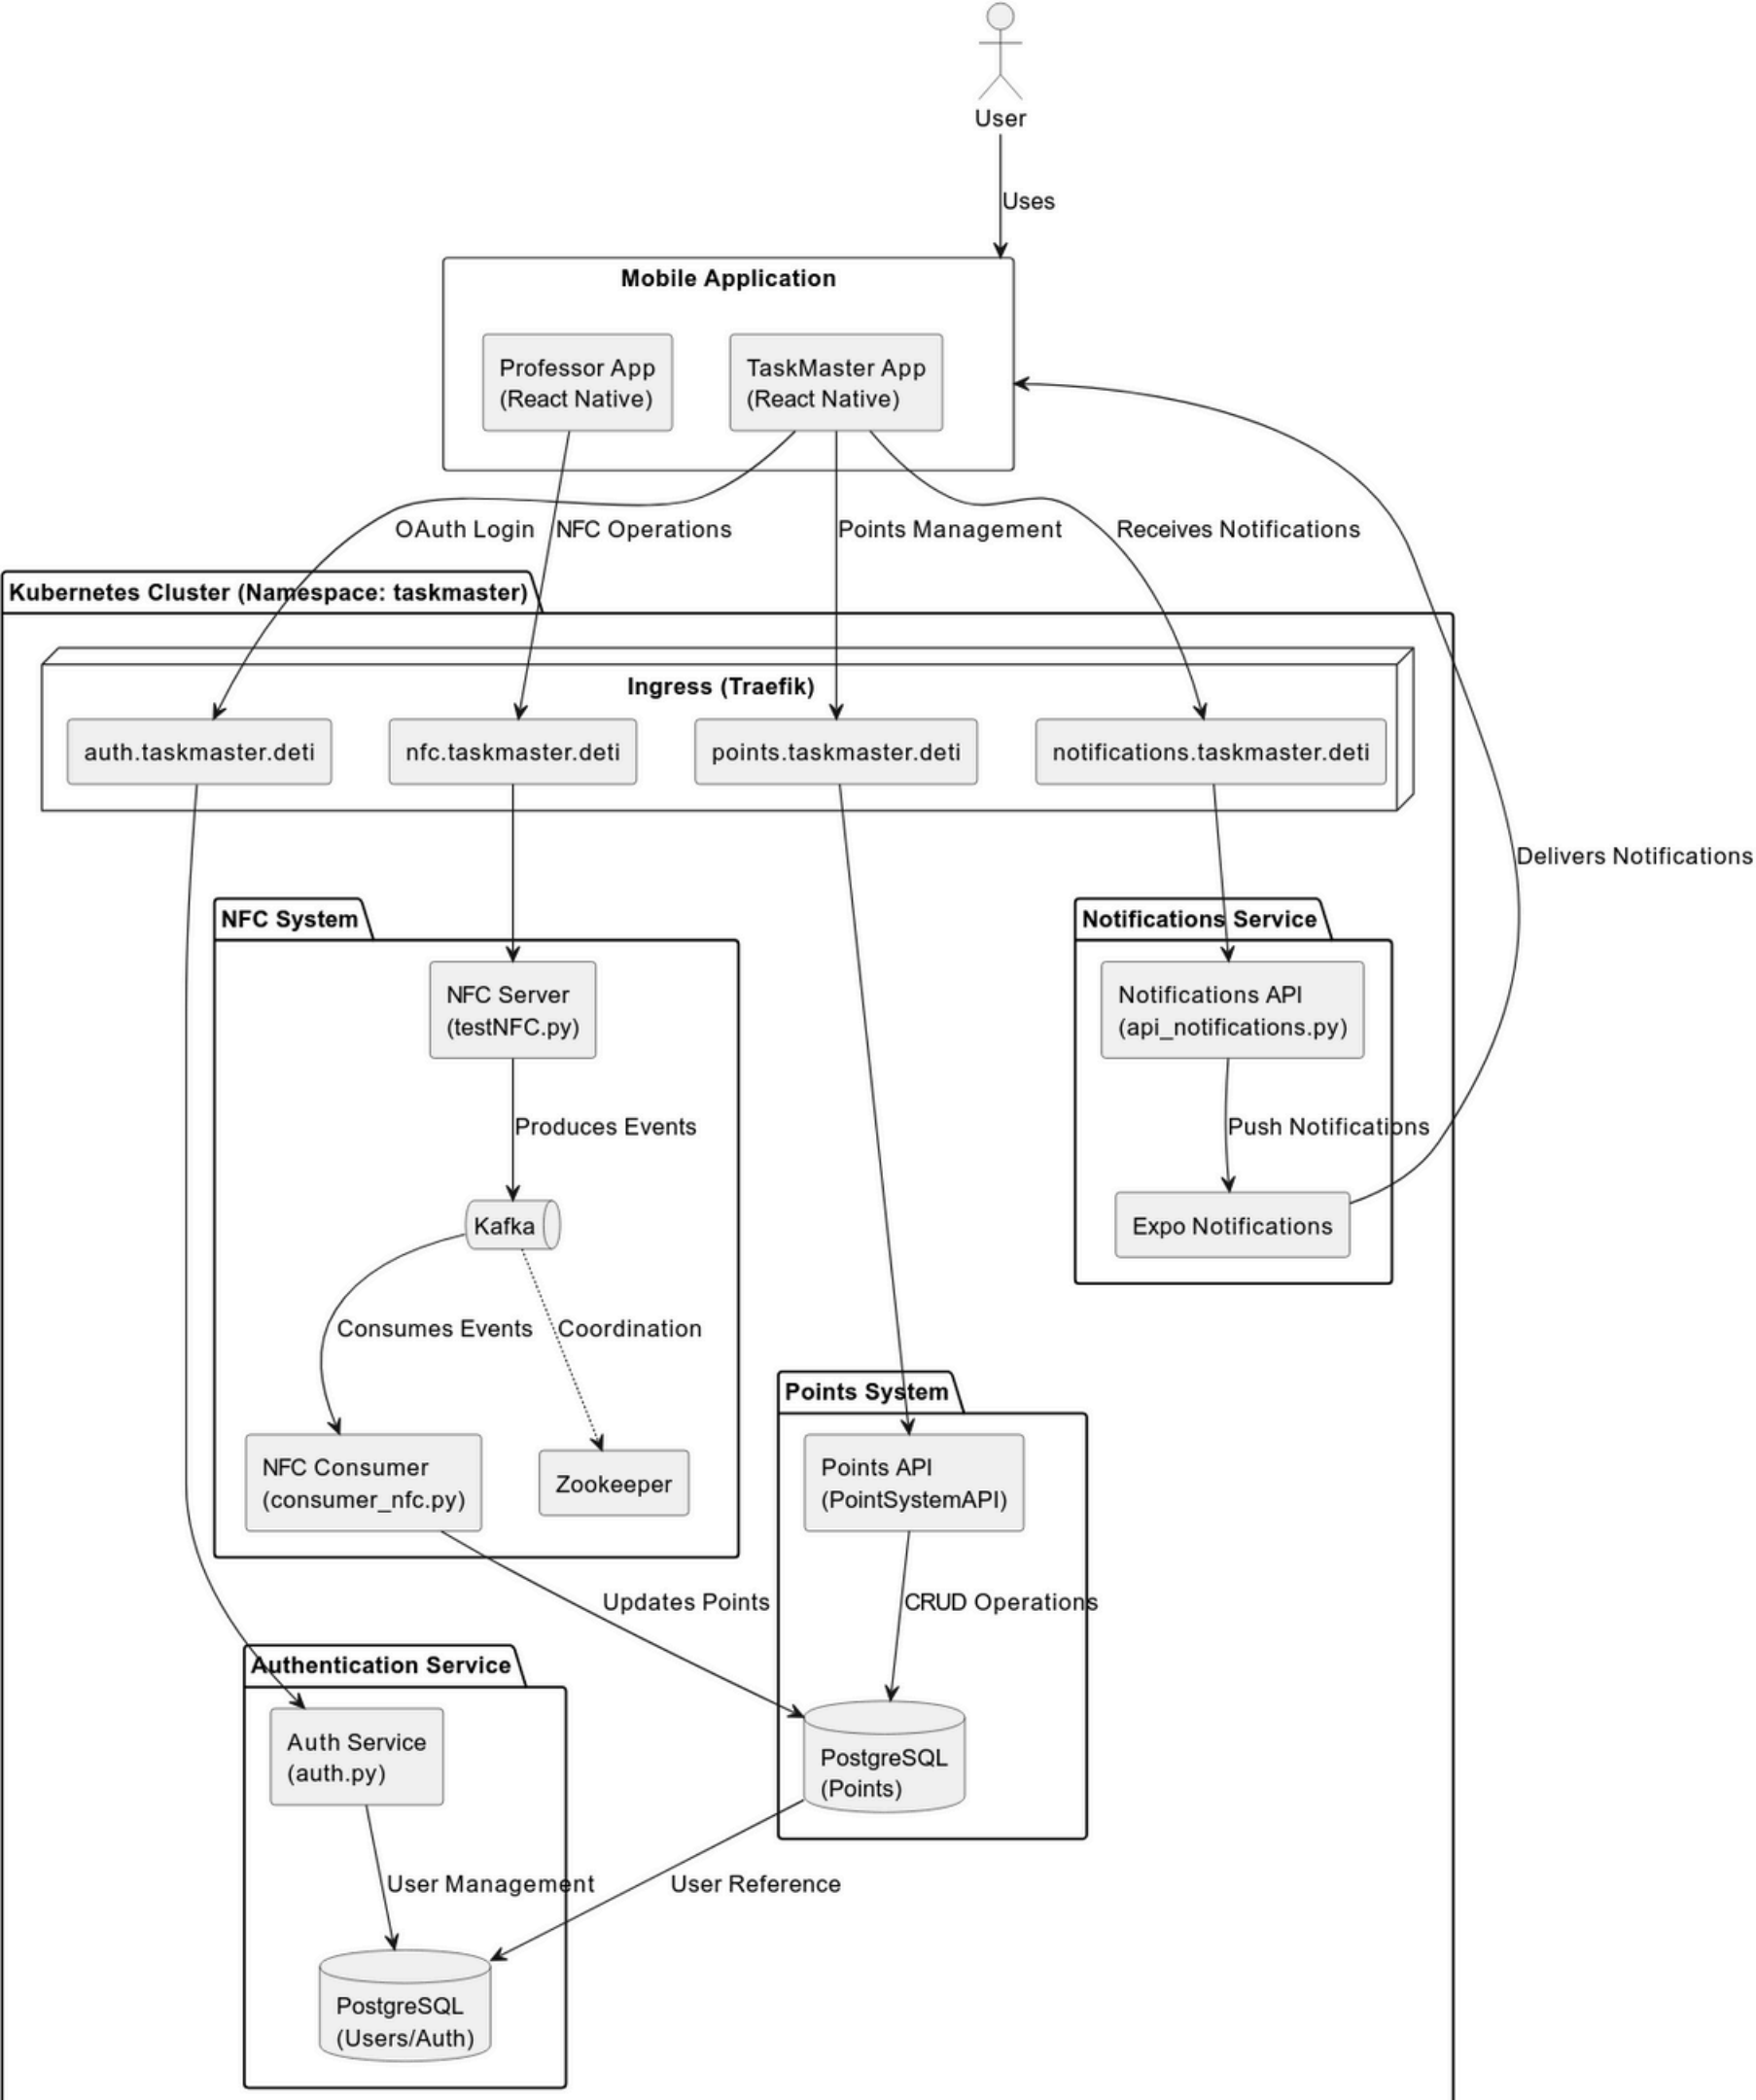 User
Uses
Mobile Application
Professor App
(React Native)
TaskMaster App
(React Native)
OAuth Login
NFC Operations
Points Management
Receives Notifications
Kubernetes Cluster (Namespace: taskmaster)
Ingress (Traefik)
auth.taskmaster.deti
nfc.taskmaster.deti
points.taskmaster.deti
notifications.taskmaster.deti
Delivers Notifications
NFC System
Notifications Service
NFC Server
(testNFC.py)
Notifications API
(api_notifications.py)
Produces Events
Push Notifications
Kafka
Expo Notifications
Consumes Events
Coordination
Points System
NFC Consumer
(consumer_nfc.py)
Zookeeper
Points API
(PointSystemAPI)
Updates Points
CRUD Operations
Authentication Service
Auth Service
(auth.py)
PostgreSQL
(Points)
User Management
User Reference
PostgreSQL
(Users/Auth)